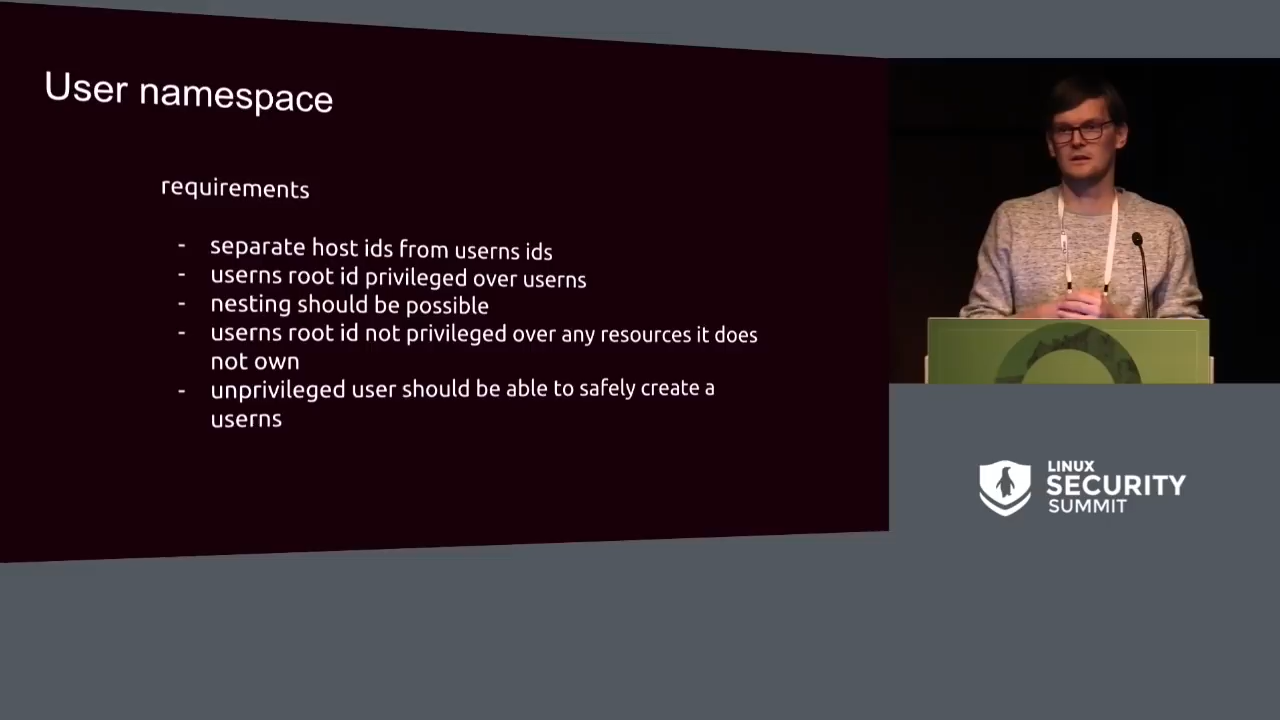 User namespace
requirements
- separate host ids from userns ids
- userns root id privileged over userns
- nesting should be possible
- userns root id not privileged over any resources it does
not own
- unprivileged user should be able to safely create a
userns
LINUX
SECURITY
SUMMIT